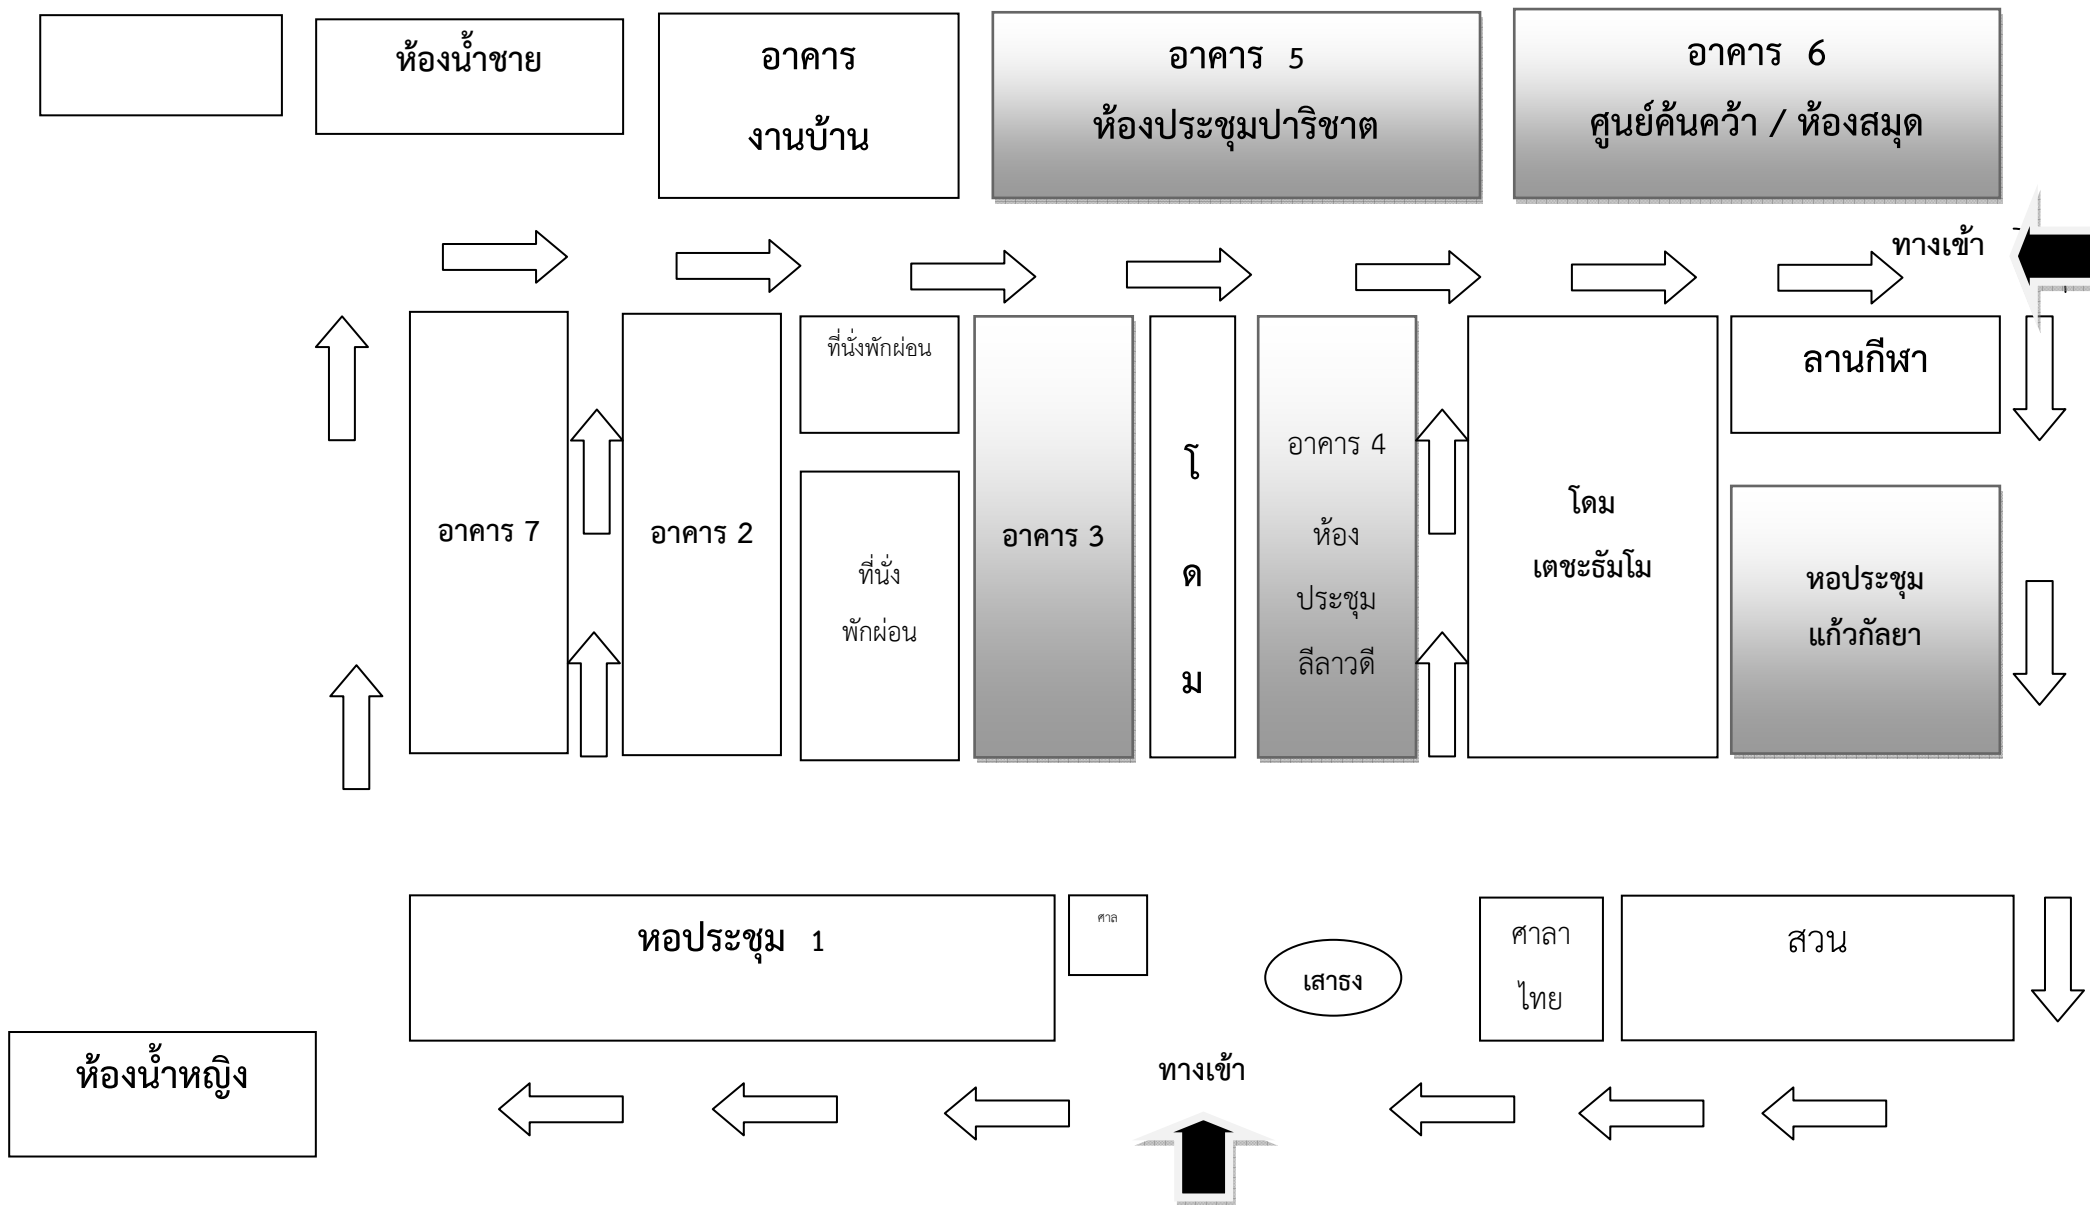 ห้องน้ำชาย
อาคาร
งานบ้าน
อาคาร 5
ห้องประชุมปาริชาต
อาคาร 6
ศูนย์ค้นคว้า / ห้องสมุด
ทางเข้า
อาคาร 7
อาคาร 2
ที่นั่งพักผ่อน
ที่นั่ง
พักผ่อน
อาคาร 3
โ
ด
ม
อาคาร 4
ห้อง
ประชุม
ลีลาวดี
โดม
เตชะธัมโม
ลานกีฬา
หอประชุม
แก้วกัลยา
หอประชุม 1
ศาล
เสาธง
ศาลา
ไทย
สวน
ห้องน้ำหญิง
ทางเข้า